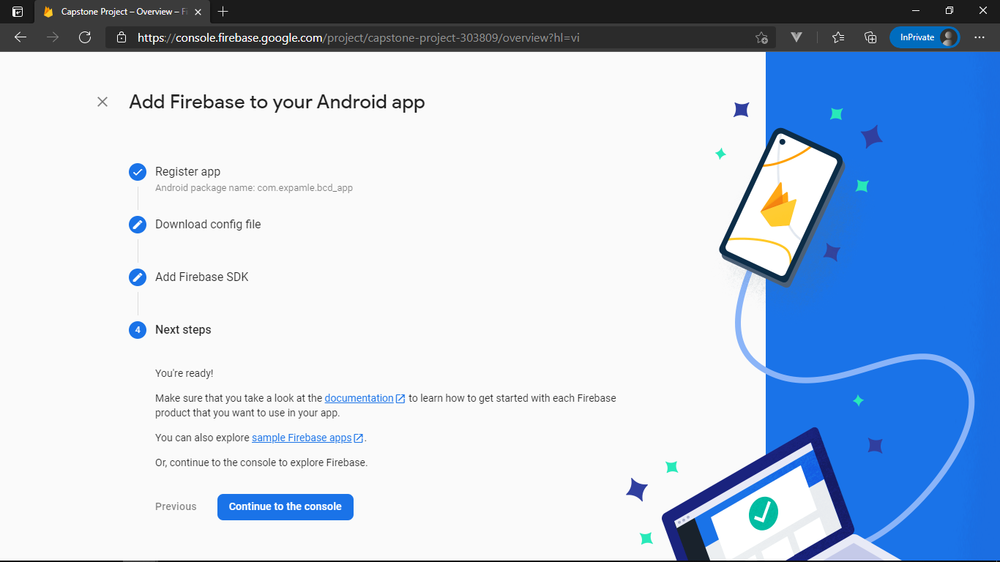 Capstone Project – Overview – Fi
https://console.firebase.google.com/project/capstone-project-303809/overview?hl=vi
InPrivate
Add Firebase to your Android app
Register app
Android package name: com.expamle.bcd_app
Download config file
Add Firebase SDK
4 Next steps
You're ready!
Make sure that you take a look at the documentation to learn how to get started with each Firebase
product that you want to use in your app.
You can also explore sample Firebase apps.
Or, continue to the console to explore Firebase.
Previous Continue to the console